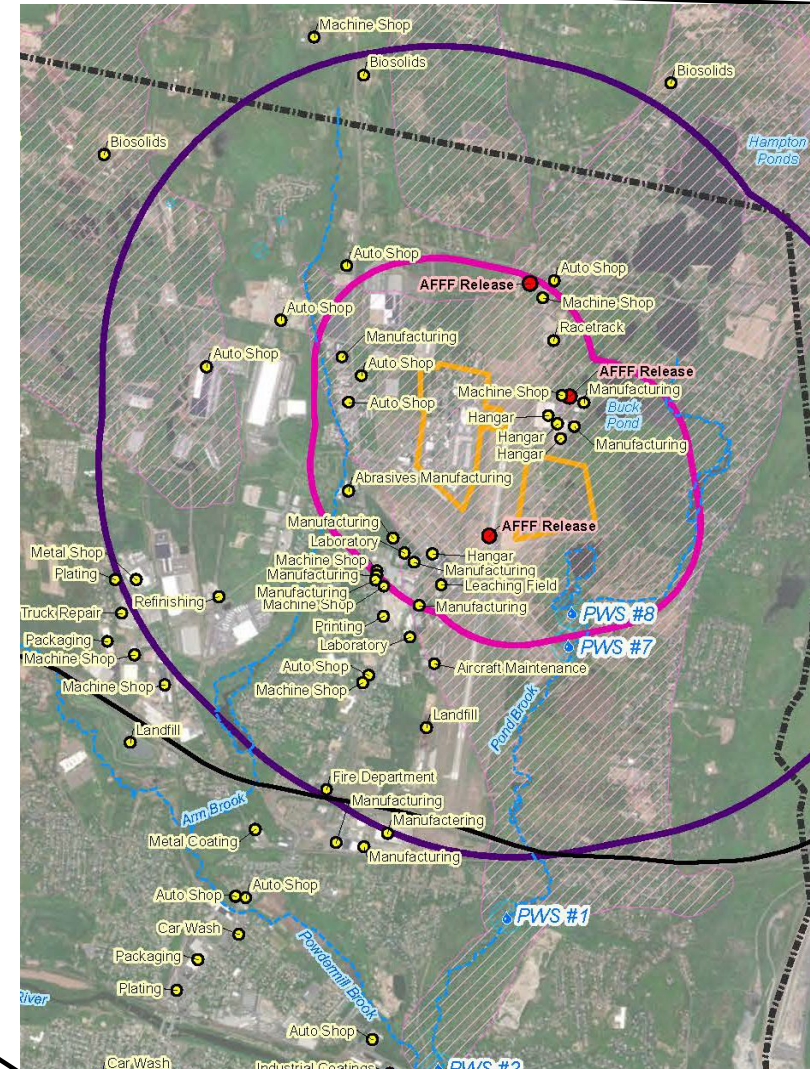 Machine Shop
Biosolids
Biosolids
Biosolids
Hampton
Ponds
Auto Shop
Auto Shop
AFFF Release
Machine Shop
Auto Shop
Racetrack
Manufacturing
Auto Shop
Auto Shop
AFFF Release
Machine Shop
Manufacturing
Auto Shop
Buck
Pond
Hangar
Hangar
Manufacturing
Hangar
Abrasives Manufacturing
Manufacturing
AFFF Release
Laboratory
Metal Shop
Hangar
Machine Shop
Manufacturing
Plating
Manufacturing
Leaching Field
Manufacturing
Refinishing
Machine Shop
Manufacturing
Truck Repair
PWS #8
Printing
Packaging
Laboratory
PWS #7
Machine Shop
Auto Shop
Aircraft Maintenance
Machine Shop
Machine Shop
Pond Brook
Landfill
Landfill
Fire Department
Manufacturing
Arm Brook
Manufactering
Metal Coating
Manufacturing
Auto Shop
Auto Shop
PWS #1
Car Wash
Packaging
Powdermill Brook
Plating
River
Auto Shop
Car Wash
Industrial Coatings
PWS #2